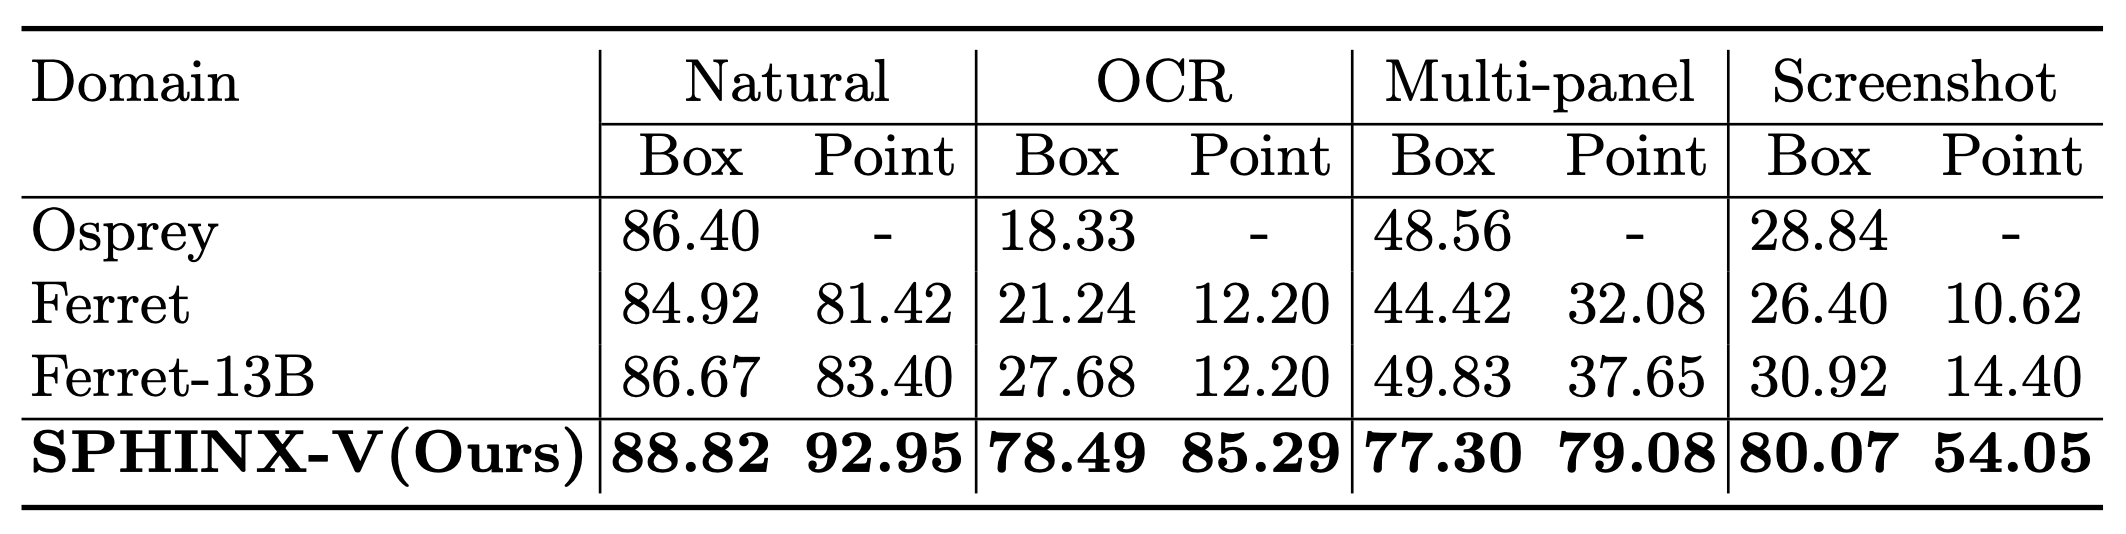 Domain Natural OCR Multi-panel Screenshot
Box Point Box Point Box Point Box Point
Osprey 86.40 - 18.33 - 48.56 - 28.84 -
Ferret 84.92 81.42 21.24 12.20 44.42 32.08 26.40 10.62
Ferret-13B 86.67 83.40 27.68 12.20 49.83 37.65 30.92 14.40
SPHINX-V(Ours) 88.82 92.95 78.49 85.29 77.30 79.08 80.07 54.05